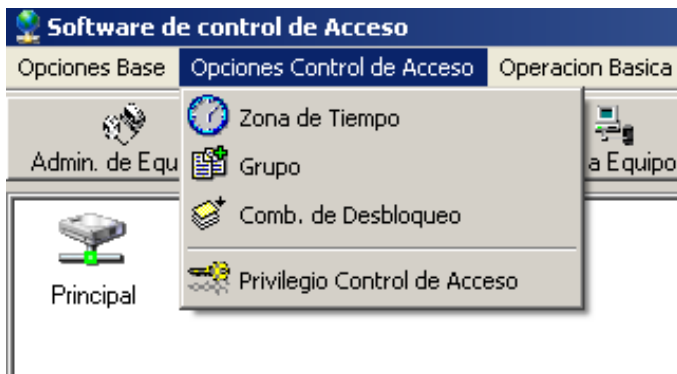 Software de control de Acceso
Opciones Base Opciones Control de Acceso Operacion Basica
Zona de Tiempo
Admin. de Equ Grupo a Equipo
Comb. de Desbloqueo
Principal Privilegio Control de Acceso